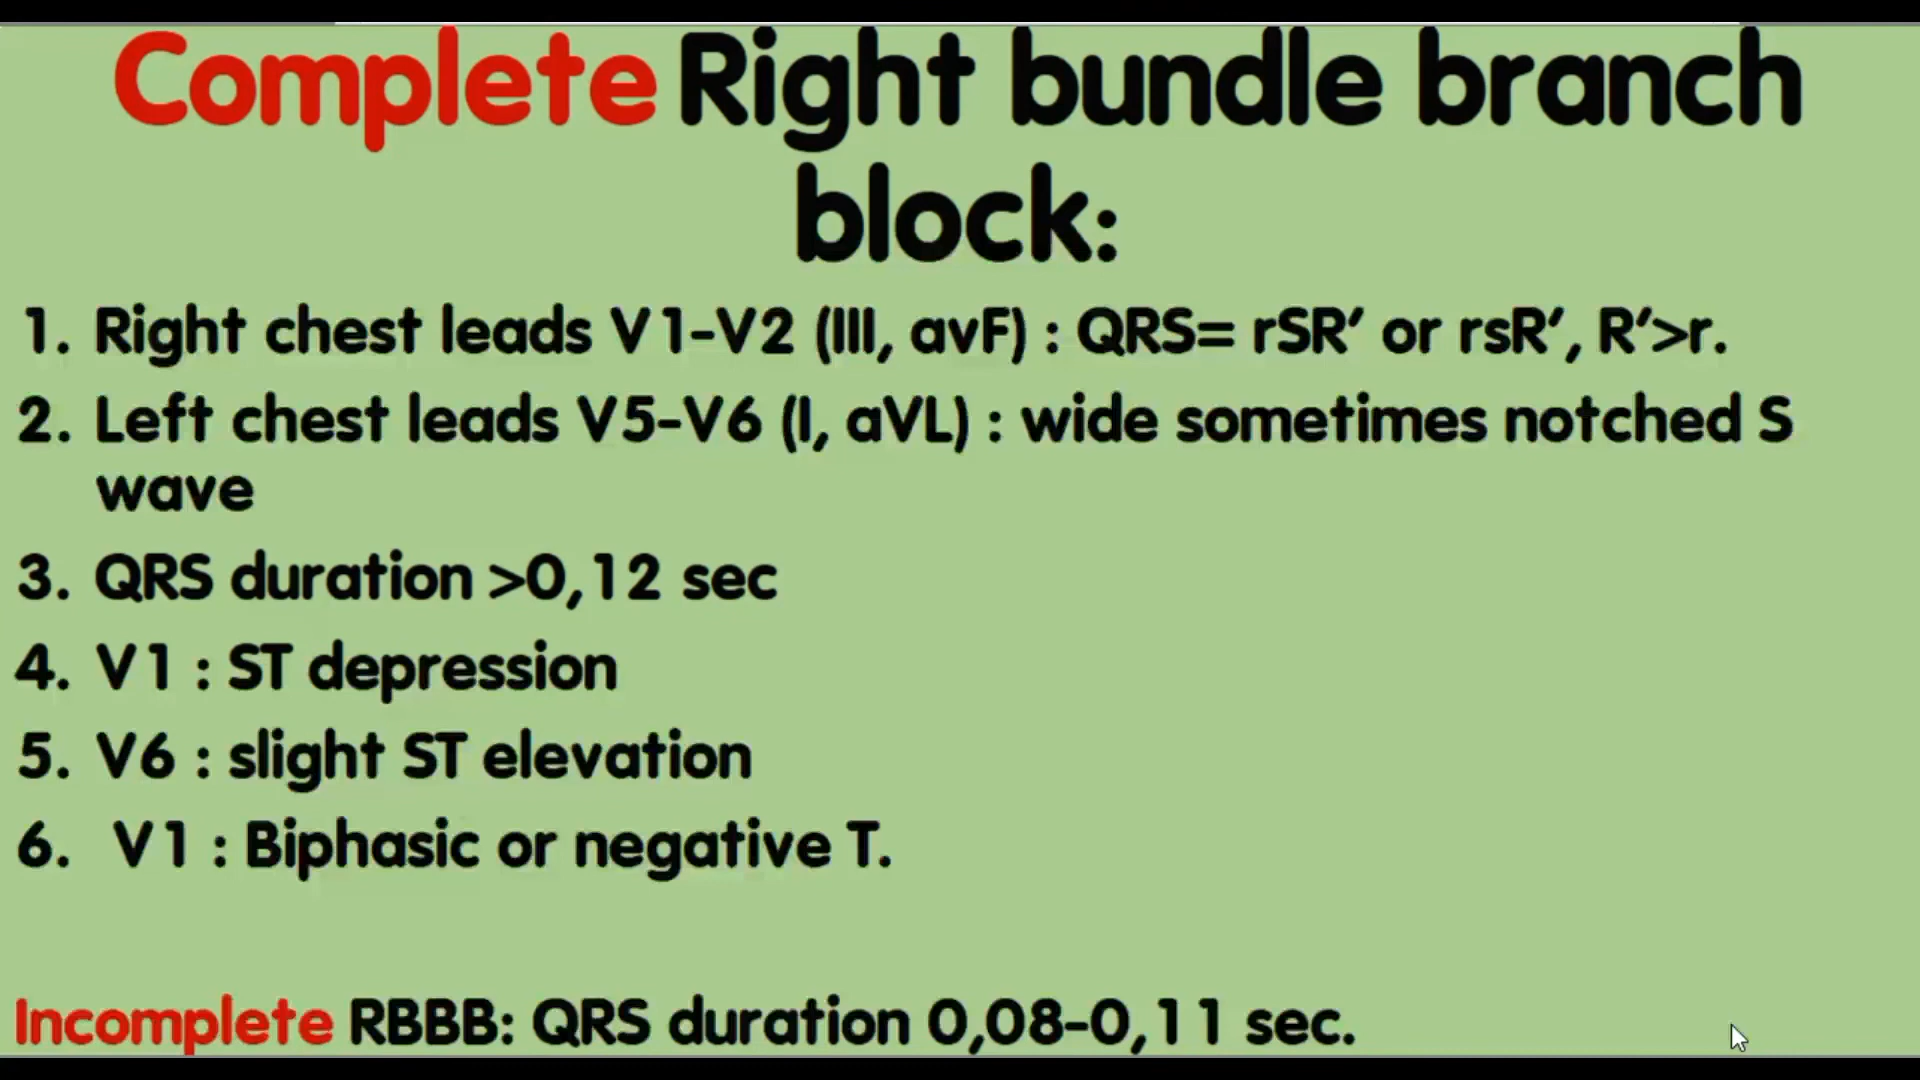 Complete Right bundle branch
block:
1. Right chest leads V1-V2 (III, avF) : QRS= rSR’ or rsR’, R’>r.
2. Left chest leads V5-V6 (I, aVL) : wide sometimes notched S
wave
3. QRS duration >0,12 sec
4. V1 : ST depression
5. V6 : slight ST elevation
6. V1 : Biphasic or negative T.
Incomplete RBBB: QRS duration 0,08-0,11 sec.